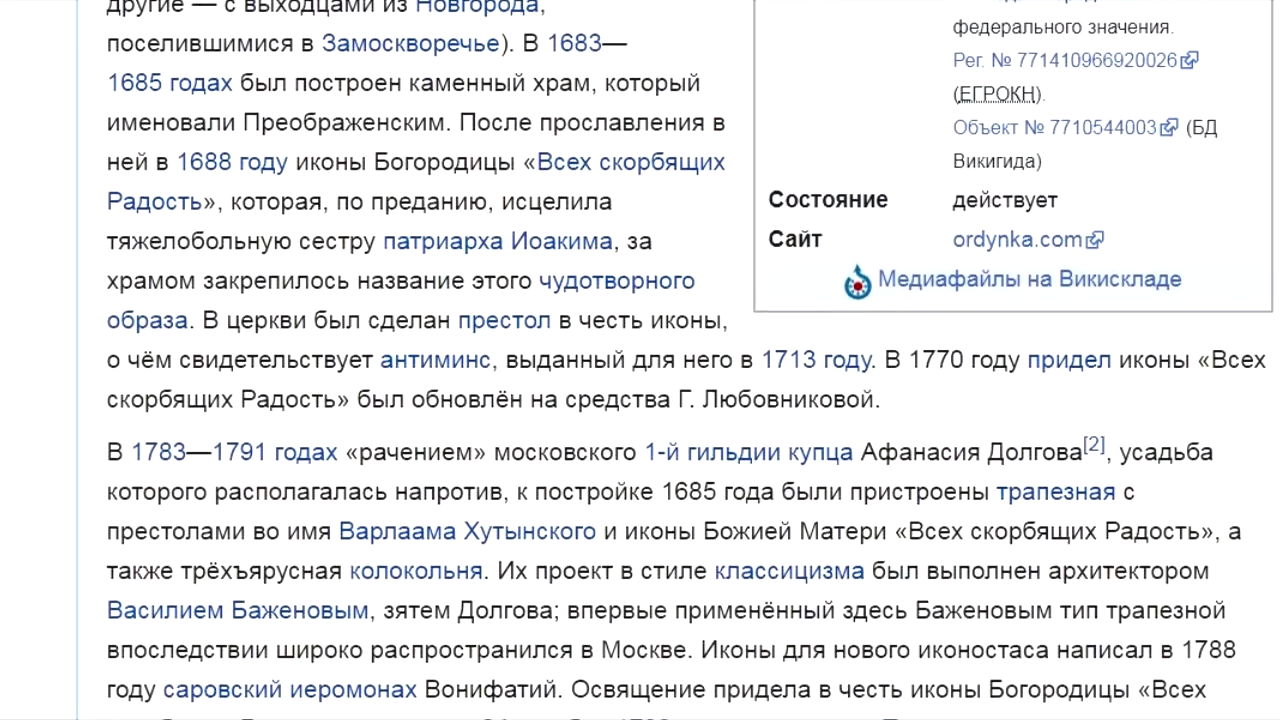 другие — с выходцами из Новгорода,
поселившимися в Замоскворечье). В 1683—
1685 годах был построен каменный храм, который
именовали Преображенским. После прославления в
ней в 1688 году иконы Богородицы «Всех скорбящих
Радость», которая, по преданию, исцелила
тяжелобольную сестру патриарха Иоакима, за
храмом закрепилось название этого чудотворного
образа. В церкви был сделан престол в честь иконы,
о чём свидетельствует антиминс, выданный для него в 1713 году. В 1770 году придел иконы «Всех
скорбящих Радость» был обновлён на средства Г. Любовниковой.
В 1783—1791 годах «рачением» московского 1-й гильдии купца Афанасия Долгова[2], усадьба
которого располагалась напротив, к постройке 1685 года были пристроены трапезная с
престолами во имя Варлаама Хутынского и иконы Божией Матери «Всех скорбящих Радость», а
также трёхъярусная колокольня. Их проект в стиле классицизма был выполнен архитектором
Василием Баженовым, зятем Долгова; впервые применённый здесь Баженовым тип трапезной
впоследствии широко распространился в Москве. Иконы для нового иконостаса написал в 1788
году саровский иеромонах Вонифатий. Освящение придела в честь иконы Богородицы «Всех
федерального значения.
Рег. № 771410966920026
(ЕГРОКН).
Объект № 7710544003 (БД
Викигида)
Состояние действует
Сайт ordynka.com
Медиафайлы на Викискладе